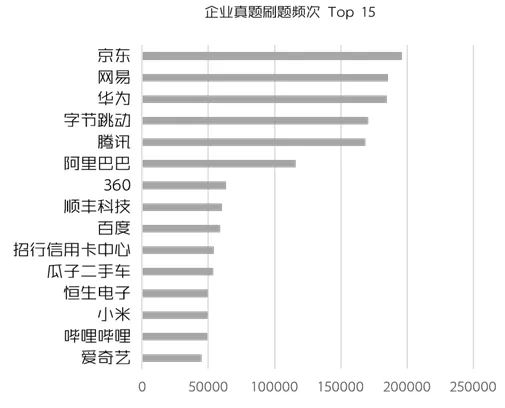 企业真题刷题频次 Top 15
京东
网易
华为
字节跳动
腾讯
阿里巴巴
360
顺丰科技
百度
招行信用卡中心
瓜子二手车
恒生电子
小米
哔哩哔哩
爱奇艺
0 50000 100000 150000 200000 250000